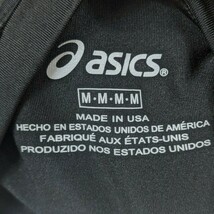 asics
M•M•M•M
MADE IN USA
HECHO EN ESTADOS UNIDOS DE AMÉRICA
FABRIQUÉ AUX ÉTATS-UNIS
PRODUZIDO NOS ESTADOS UNIDOS